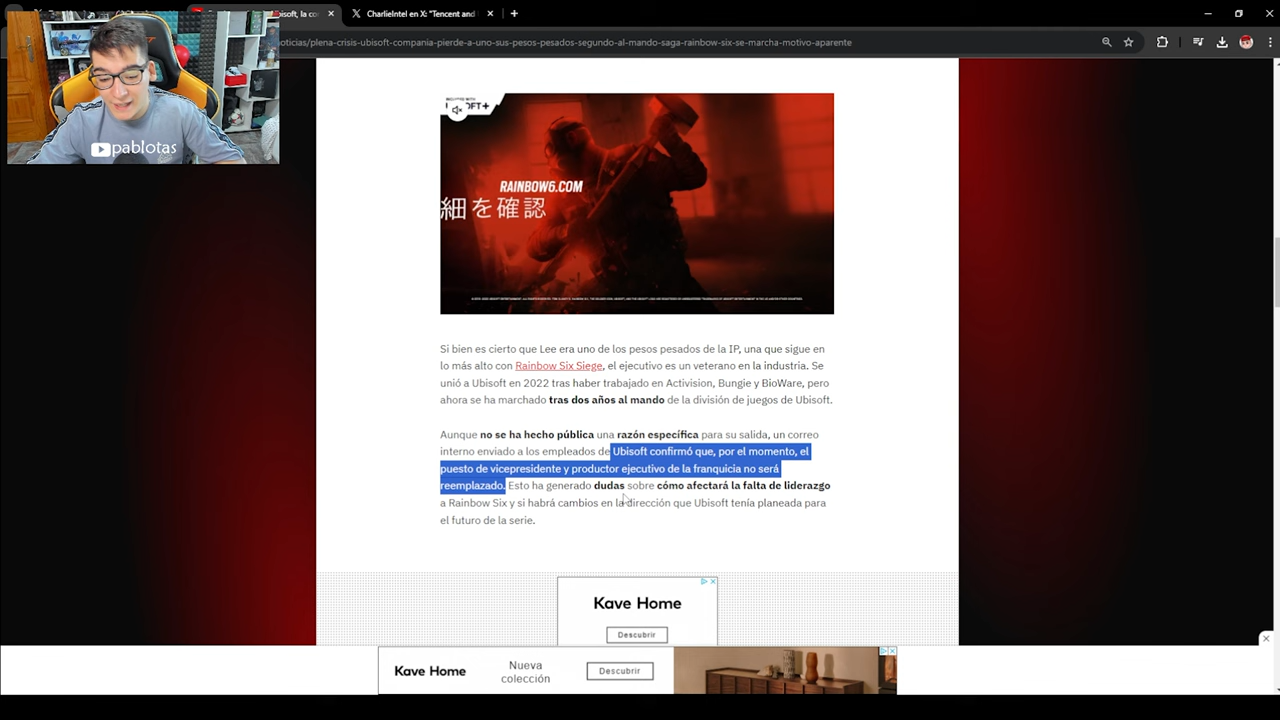 bisoft, la co
CharlieIntel en X: "Tencent and
oticias/plena-crisis-ubisoft-compania-pierde-a-uno-sus-pesos-pesados-segundo-al-mando-saga-rainbow-six-se-marcha-motivo-aparente
pablotas
RAINBOW6.COM
細を確認
Si bien es cierto que Lee era uno de los pesos pesados de la IP, una que sigue en
lo más alto con Rainbow Six Siege, el ejecutivo es un veterano en la industria. Se
unió a Ubisoft en 2022 tras haber trabajado en Activision, Bungie y BioWare, pero
ahora se ha marchado tras dos años al mando de la división de juegos de Ubisoft.
Aunque no se ha hecho pública una razón específica para su salida, un correo
interno enviado a los empleados de Ubisoft confirmó que, por el momento, el
puesto de vicepresidente y productor ejecutivo de la franquicia no será
reemplazado. Esto ha generado dudas sobre cómo afectará la falta de liderazgo
a Rainbow Six y si habrá cambios en la dirección que Ubisoft tenía planeada para
el futuro de la serie.
Kave Home
Descubrir
Kave Home
Nueva
colección
Descubrir